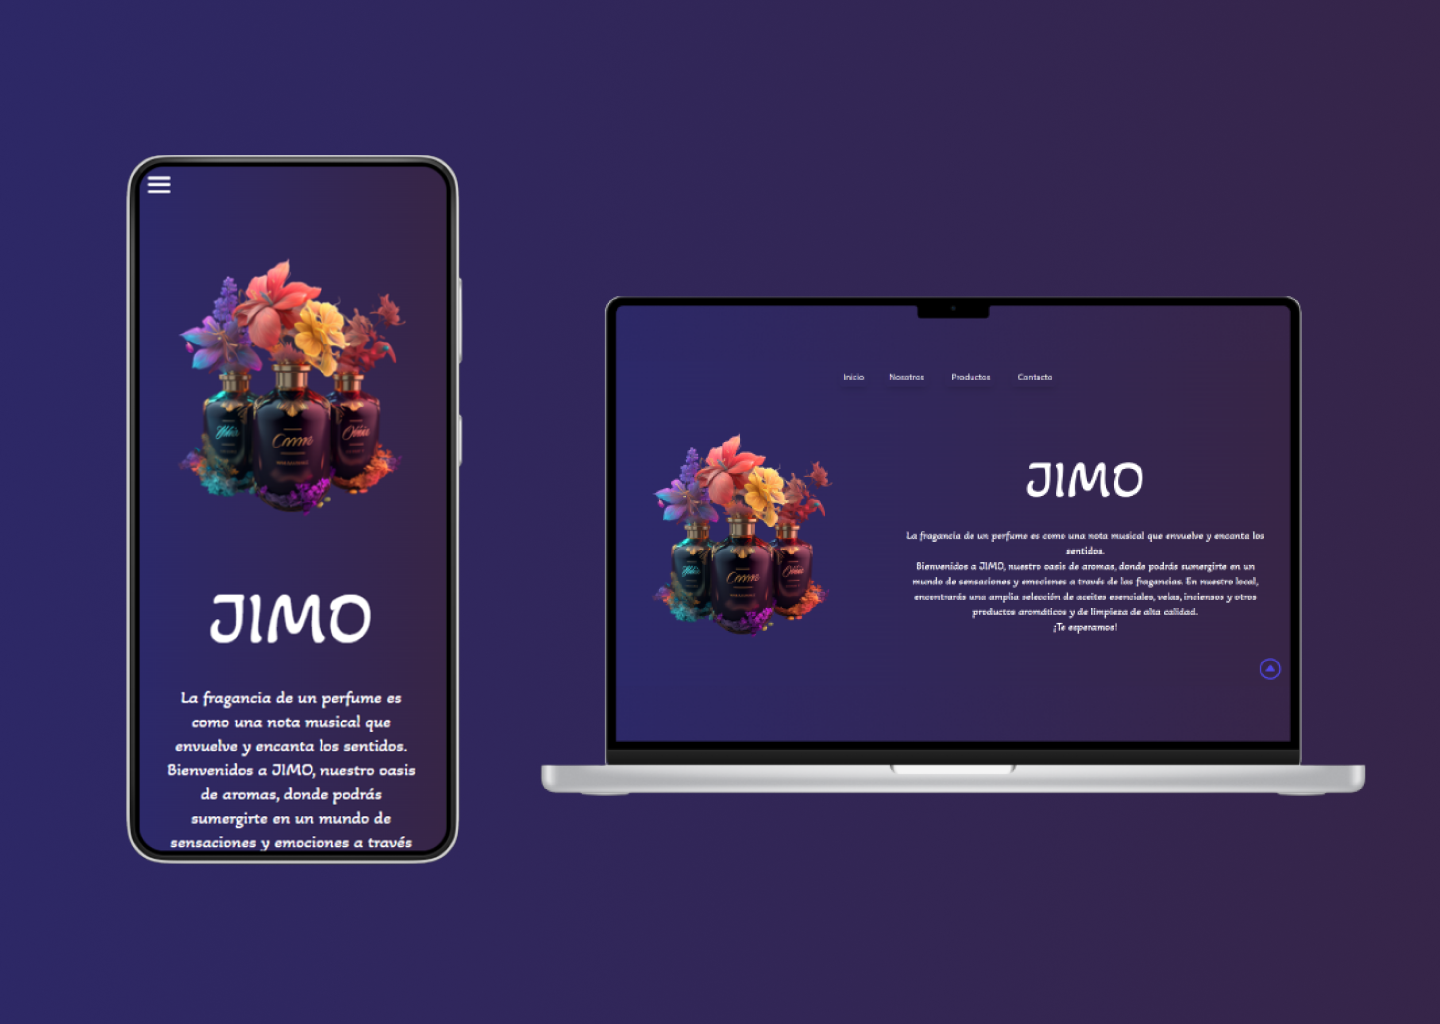 JIMO
La fragancia de un perfume es
como una nota musical que
envuelve y encanta los sentidos.
Bienvenidos a JIMO, nuestro oasis
de aromas, donde podrás
sumergirte en un mundo de
sensaciones y emociones a través
Inicio Nosotros Productos Contacto
JIMO
La fragancia de un perfume es como una nota musical que envuelve y encanta los
sentidos.
Bienvenidos a JIMO, nuestro oasis de aromas, donde podrás sumergirte en un
mundo de sensaciones y emociones a través de las fragancias. En nuestro local,
encontrarás una amplia selección de aceites esenciales, velas, inciensos y otros
productos aromáticos y de limpieza de alta calidad.
¡Te esperamos!